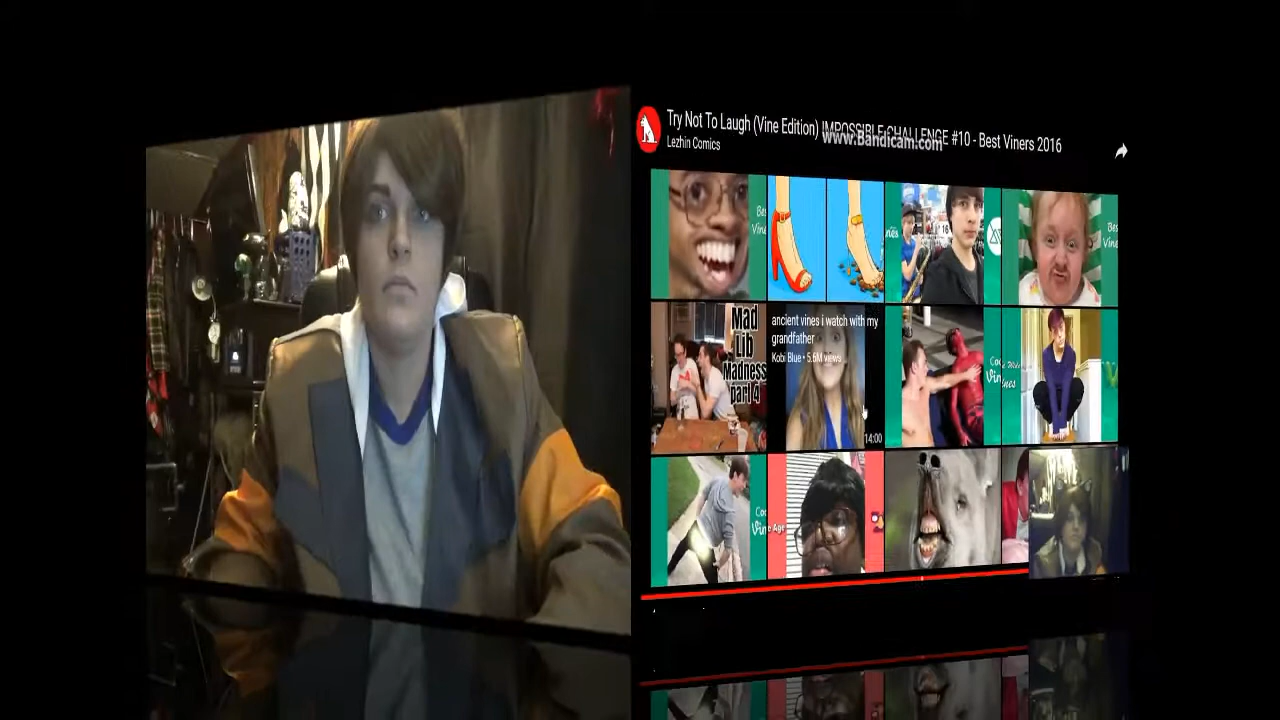 Try Not To Laugh (Vine Edition) IMPOSSIBLE CHALLENGE #10 - Best Viners 2016
www.Bandicam.com
Lezhin Comics
Mad
Lib
Madness
part 4
ancient vines i watch with my
grandfather
Kobi Blue • 5.6M views
14:00
e Age